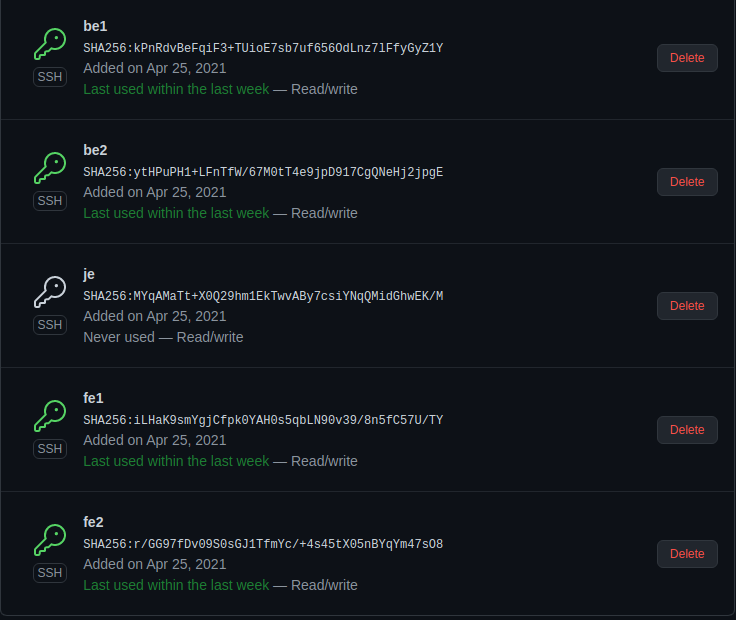 be1
SHA256:kPnRdvBeFqiF3+TUioE7sb7uf656OdLnz7lFfyGyZ1Y
Delete
SSH
Added on Apr 25, 2021
Last used within the last week — Read/write
be2
SHA256:ytHPuPH1+LFnTfW/67M0tT4e9jpD917CgQNeHj2jpgE
Delete
SSH
Added on Apr 25, 2021
Last used within the last week — Read/write
je
SHA256:MYqAMaTt+X0Q29hm1EkTwvABy7csiYNqQMidGhwEK/M
Delete
SSH
Added on Apr 25, 2021
Never used — Read/write
fe1
SHA256:iLHaK9smYgjCfpk0YAH0s5qbLN90v39/8n5fC57U/TY
Delete
SSH
Added on Apr 25, 2021
Last used within the last week — Read/write
fe2
SHA256:r/GG97fDv09S0sGJ1TfmYc/+4s45tX05nBYqYm47sO8
Delete
SSH
Added on Apr 25, 2021
Last used within the last week — Read/write